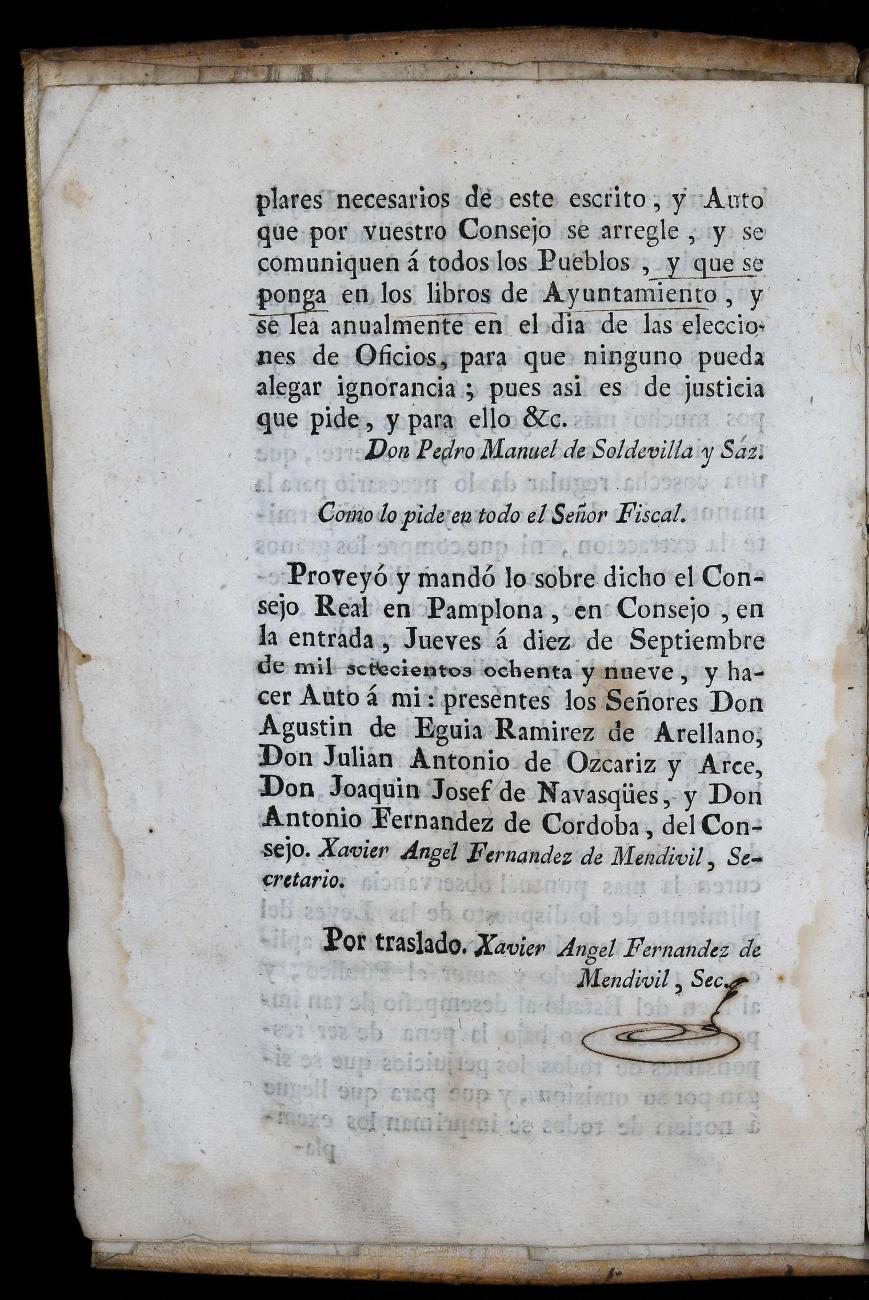 plares necesarios de este escrito , y Auto
que por vuestro Consejo se arregle , y se
comuniquen á todos los Pueblos , y que se
ponga en los libros de Ayuntamiento , y
se lea anualmente en el dia de las eleccio-
nes de Oficios, para que ninguno pueda
alegar ignorancia ; pues asi es de justicia
que pide , y para ello &c.
Don Pedro Manuel de Soldevilla y Sáz.
Como lo pide en todo el Señor Fiscal.
Proveyó y mandó lo sobre dicho el Con-
sejo Real en Pamplona , en Consejo , en
la entrada , Jueves á diez de Septiembre
de mil setecientos ochenta y nueve , y ha-
cer Auto á mi : presentes los Señores Don
Agustin de Eguia Ramirez de Arellano,
Don Julian Antonio de Ozcariz y Arce,
Don Joaquin Josef de Navasqües, y Don
Antonio Fernandez de Cordoba , del Con-
sejo. Xavier Angel Fernandez de Mendivil, Se-
cretario.
Por traslado. Xavier Angel Fernandez de
Mendivil , Sec.